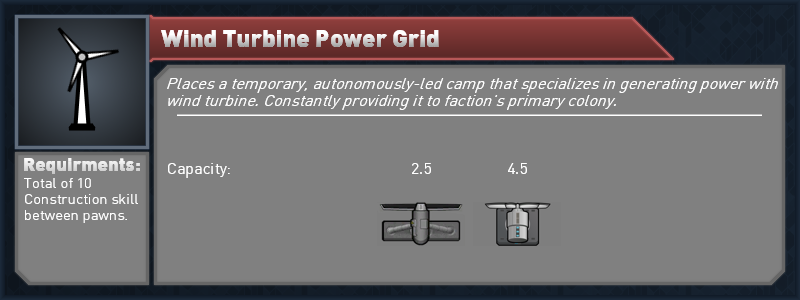 Wind Turbine Power Grid
Places a temporary, autonomously-led camp that specializes in generating power with
wind turbine. Constantly providing it to faction's primary colony.
Requirments:
Total of 10
Construction skill
between pawns.
Capacity: 2.5 4.5